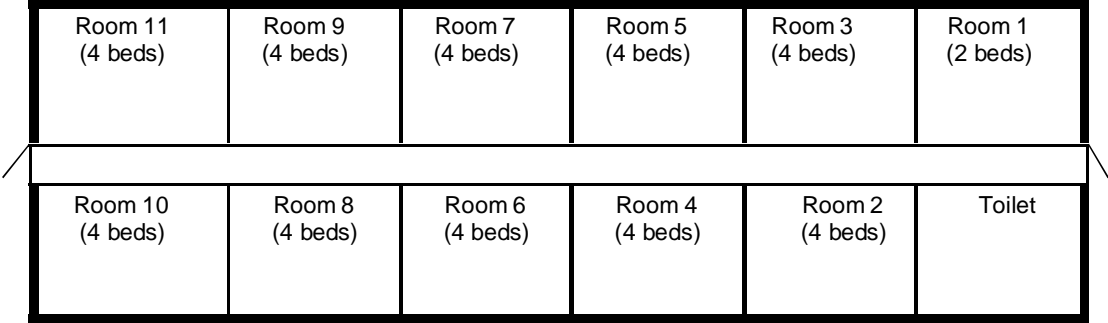 Room 11
(4 beds)
Room 9
(4 beds)
Room 7
(4 beds)
Room 5
(4 beds)
Room 3
(4 beds)
Room 1
(2 beds)
Room 10
(4 beds)
Room 8
(4 beds)
Room 6
(4 beds)
Room 4
(4 beds)
Room 2
(4 beds)
Toilet